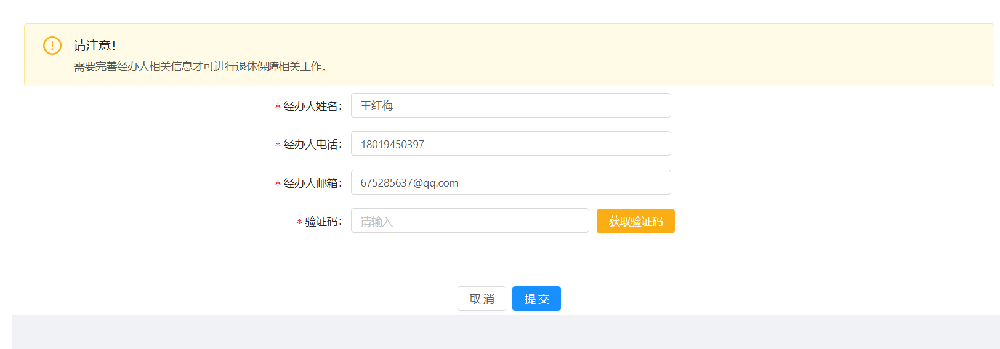 请注意！
需要完善经办人相关信息才可进行退休保障相关工作。
* 经办人姓名： 王红梅
* 经办人电话： 18019450397
* 经办人邮箱： 675285637@qq.com
* 验证码： 请输入 获取验证码
取 消 提 交